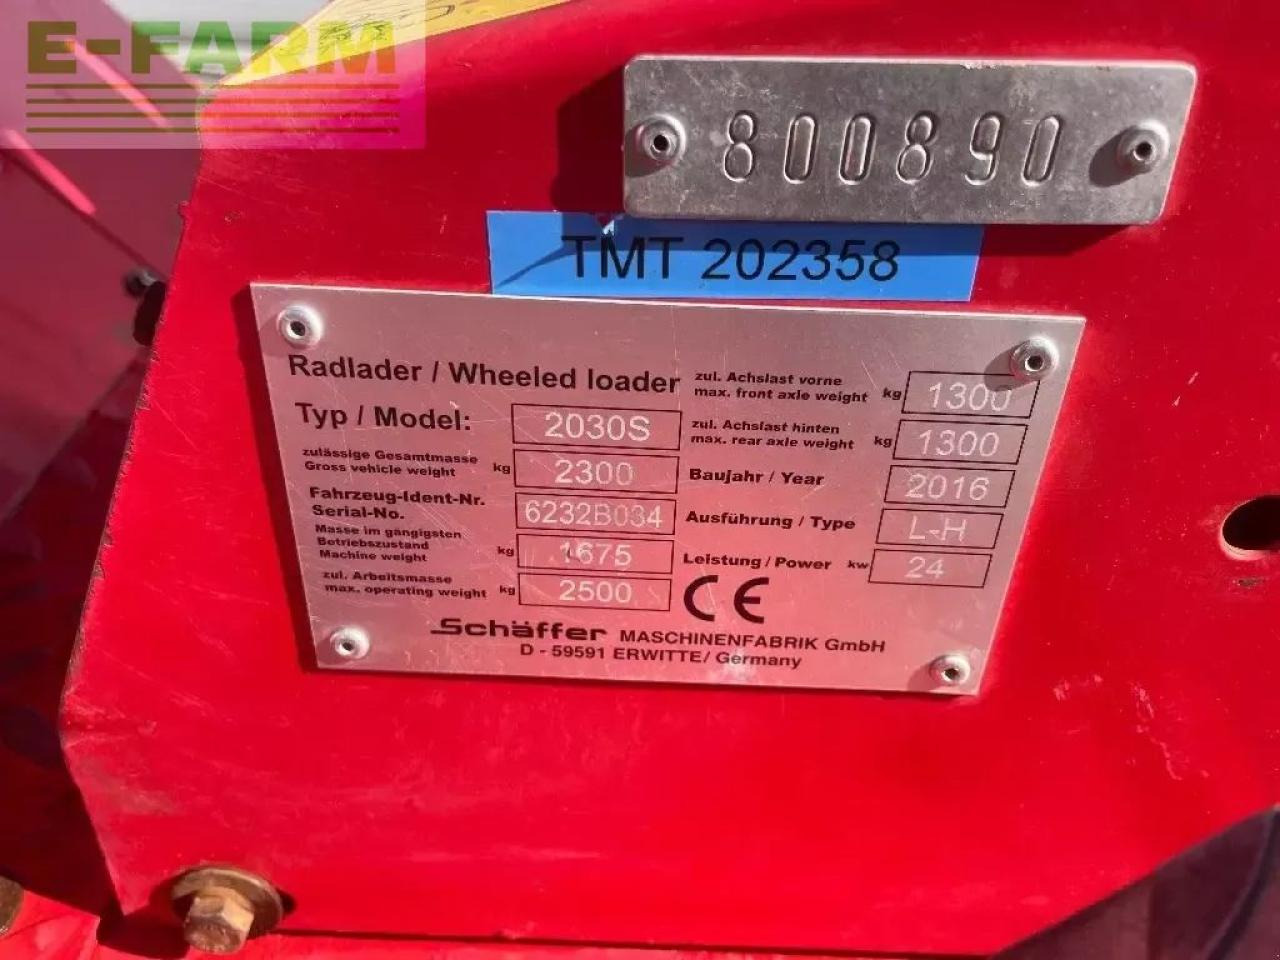 E-FARM
800890
TMT 202358
Radlader / Wheeled loader
Typ / Model: 2030S
zulässige Gesamtmasse
Gross vehicle weight kg 2300
Fahrzeug-Ident-Nr.
Serial-No. 6232B034
Masse im gängigsten
Betriebszustand
Machine weight kg 1675
zul. Arbeitsmasse
max. operating weight kg 2500
zul. Achslast vorne
max. front axle weight kg 1300
zul. Achslast hinten
max. rear axle weight kg 1300
Baujahr / Year 2016
Ausführung / Type L-H
Leistung / Power kw 24
CE
Schäffer MASCHINENFABRIK GmbH
D - 59591 ERWITTE/ Germany